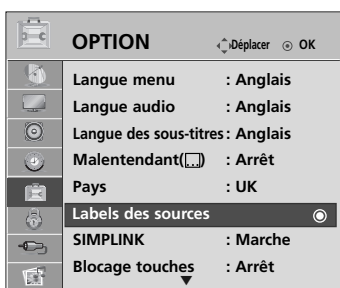 OPTION Déplacer OK
Langue menu : Anglais
Langue audio : Anglais
Langue des sous-titres : Anglais
Malentendant( ) : Arrêt
Pays : UK
Labels des sources
SIMPLINK : Marche
Blocage touches : Arrêt